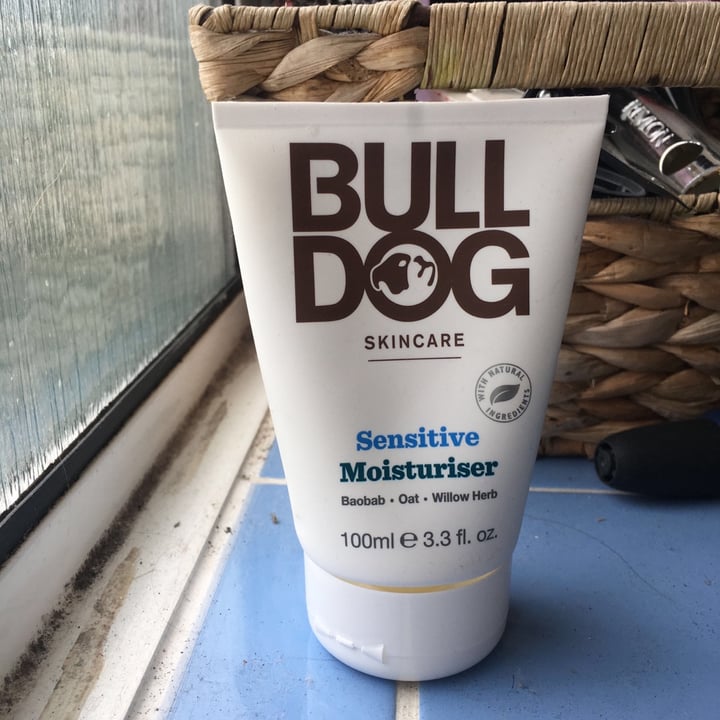 BULL
DOG
SKINCARE
WITH NATURAL INGREDIENTS
Sensitive
Moisturiser
Baobab • Oat • Willow Herb
100ml ℮ 3.3 fl. oz.